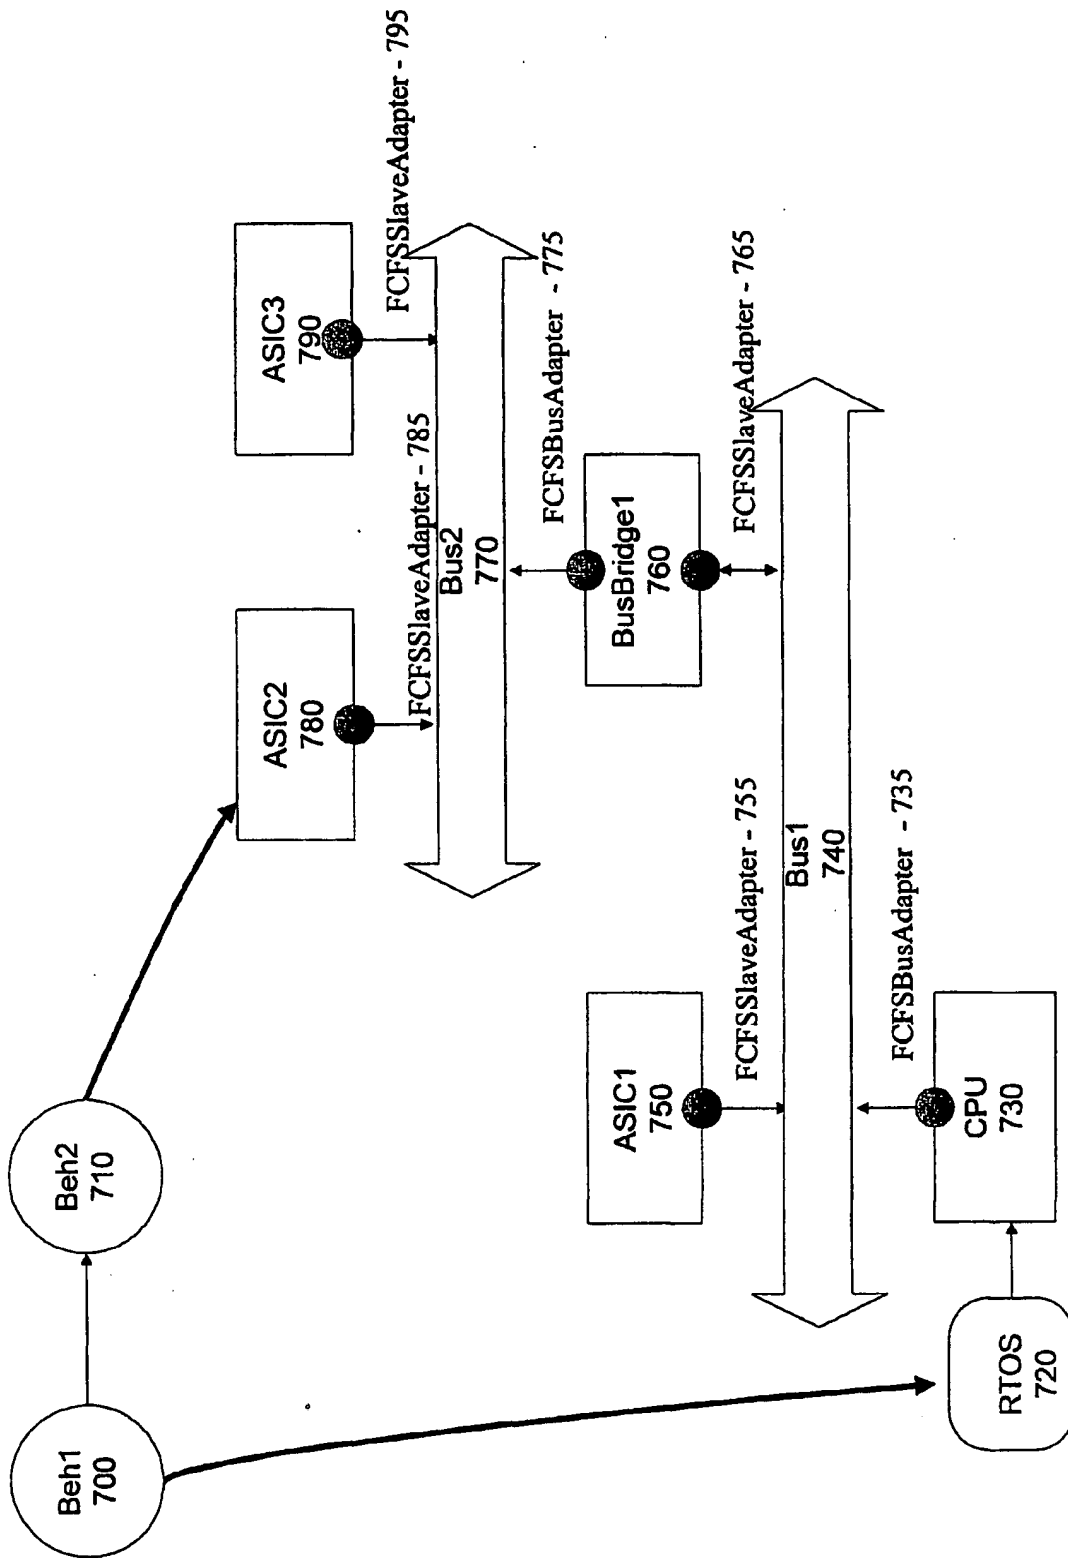 Beh1
700
Beh2
710
ASIC2
780
ASIC3
790
FCFSSlaveAdapter - 785
FCFSSlaveAdapter - 795
Bus2
770
FCFSBusAdapter - 775
ASIC1
750
BusBridge1
760
FCFSSlaveAdapter - 755
FCFSSlaveAdapter - 765
Bus1
740
FCFSBusAdapter - 735
RTOS
720
CPU
730